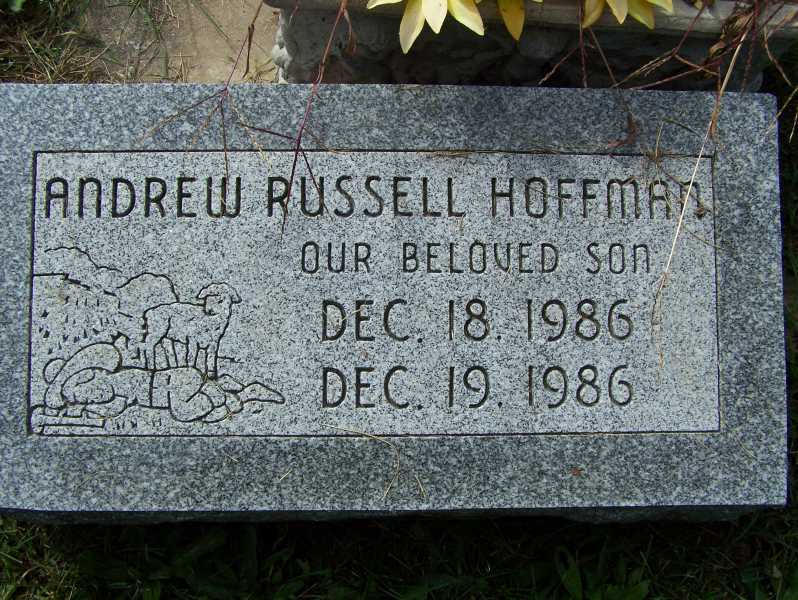 ANDREW RUSSELL HOFFMAN
OUR BELOVED SON
DEC. 18. 1986
DEC. 19. 1986